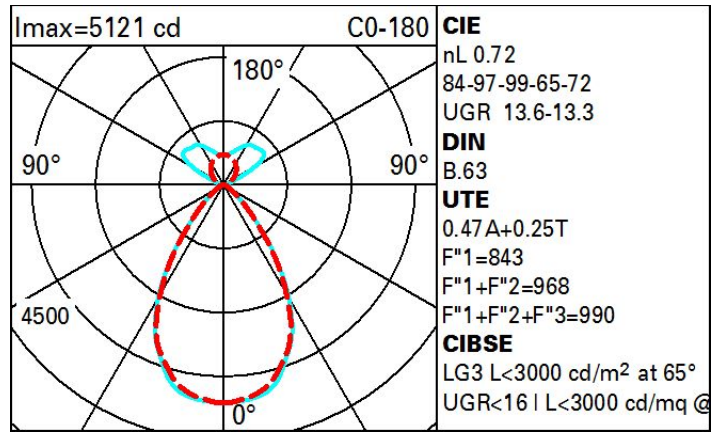 Imax=5121 cd C0-180
180°
90° 90°
4500
0°
CIE
nL 0.72
84-97-99-65-72
UGR 13.6-13.3
DIN
B.63
UTE
0.47A+0.25T
F"1=843
F"1+F"2=968
F"1+F"2+F"3=990
CIBSE
LG3 L<3000 cd/m² at 65°
UGR<16 | L<3000 cd/mq @